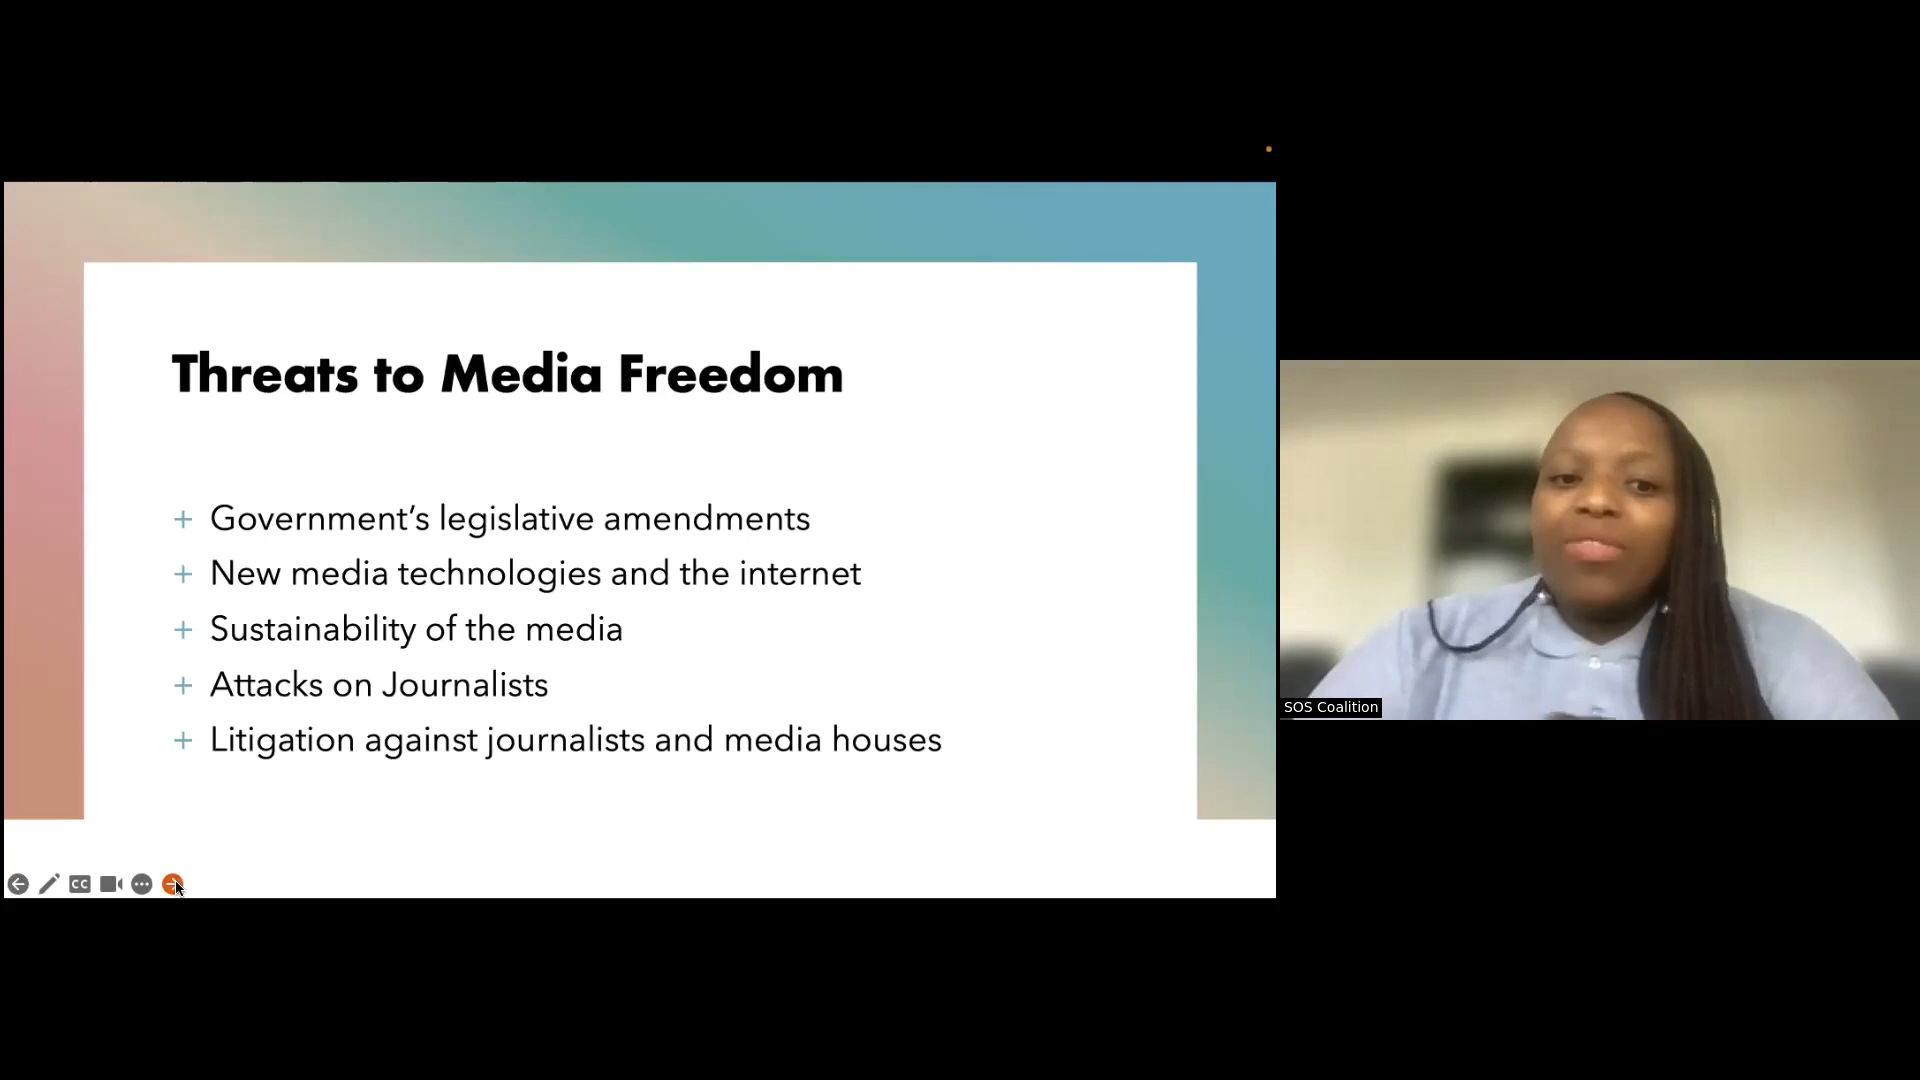 Threats to Media Freedom
+ Government’s legislative amendments
+ New media technologies and the internet
+ Sustainability of the media
+ Attacks on Journalists
+ Litigation against journalists and media houses
CC
SOS Coalition